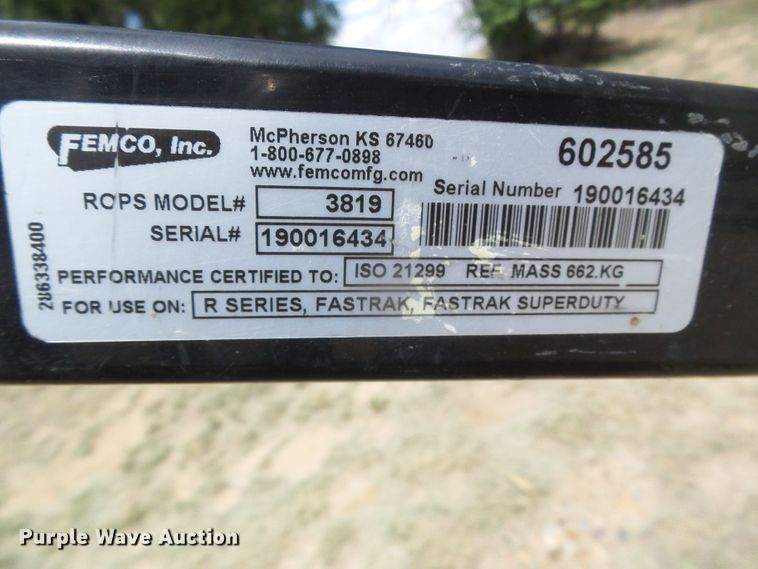 FEMCO, Inc.
McPherson KS 67460
1-800-677-0898
www.femcomfg.com
602585
Serial Number 190016434
ROPS MODEL# 3819
SERIAL# 190016434
PERFORMANCE CERTIFIED TO: ISO 21299 REF. MASS 662.KG
FOR USE ON: R SERIES, FASTRAK, FASTRAK SUPERDUTY
286338400
Purple Wave Auction